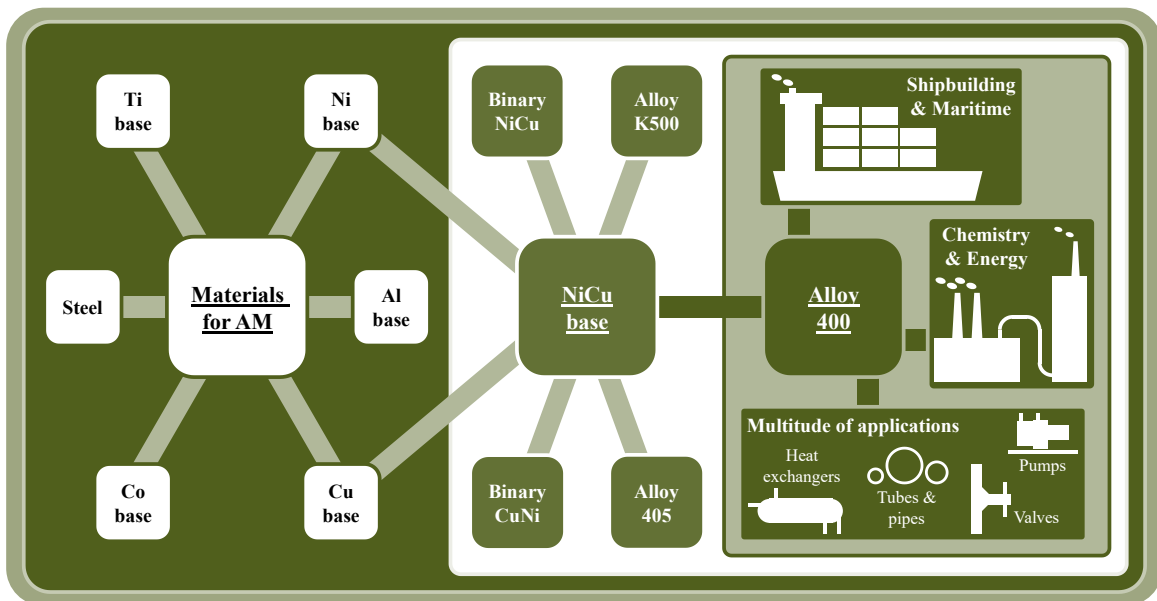 Ti
base
Ni
base
Steel
Materials
for AM
Al
base
Co
base
Cu
base
Binary
NiCu
Alloy
K500
NiCu
base
Binary
CuNi
Alloy
405
Shipbuilding
& Maritime
Alloy
400
Chemistry
& Energy
Multitude of applications
Heat
exchangers
Tubes &
pipes
Pumps
Valves